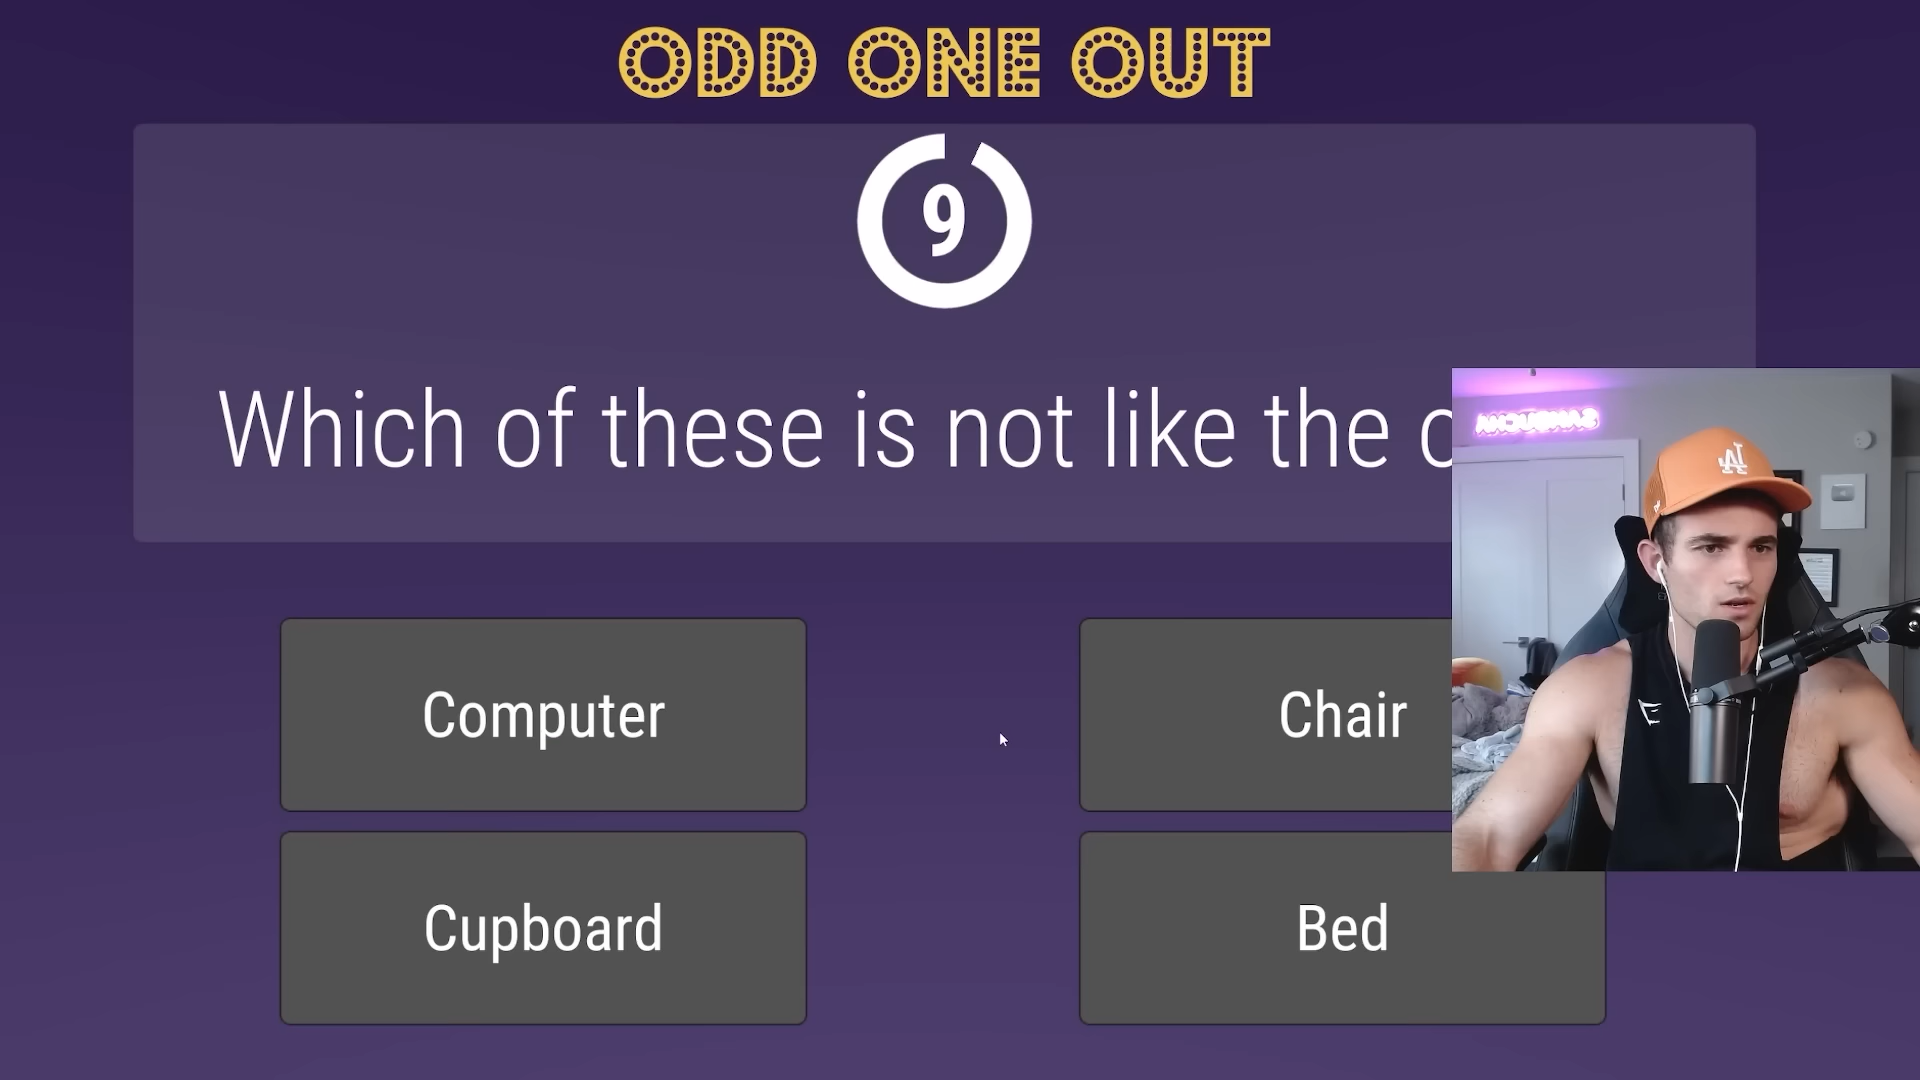 ODD ONE OUT
9
Which of these is not like the
Computer
Chair
Cupboard
Bed